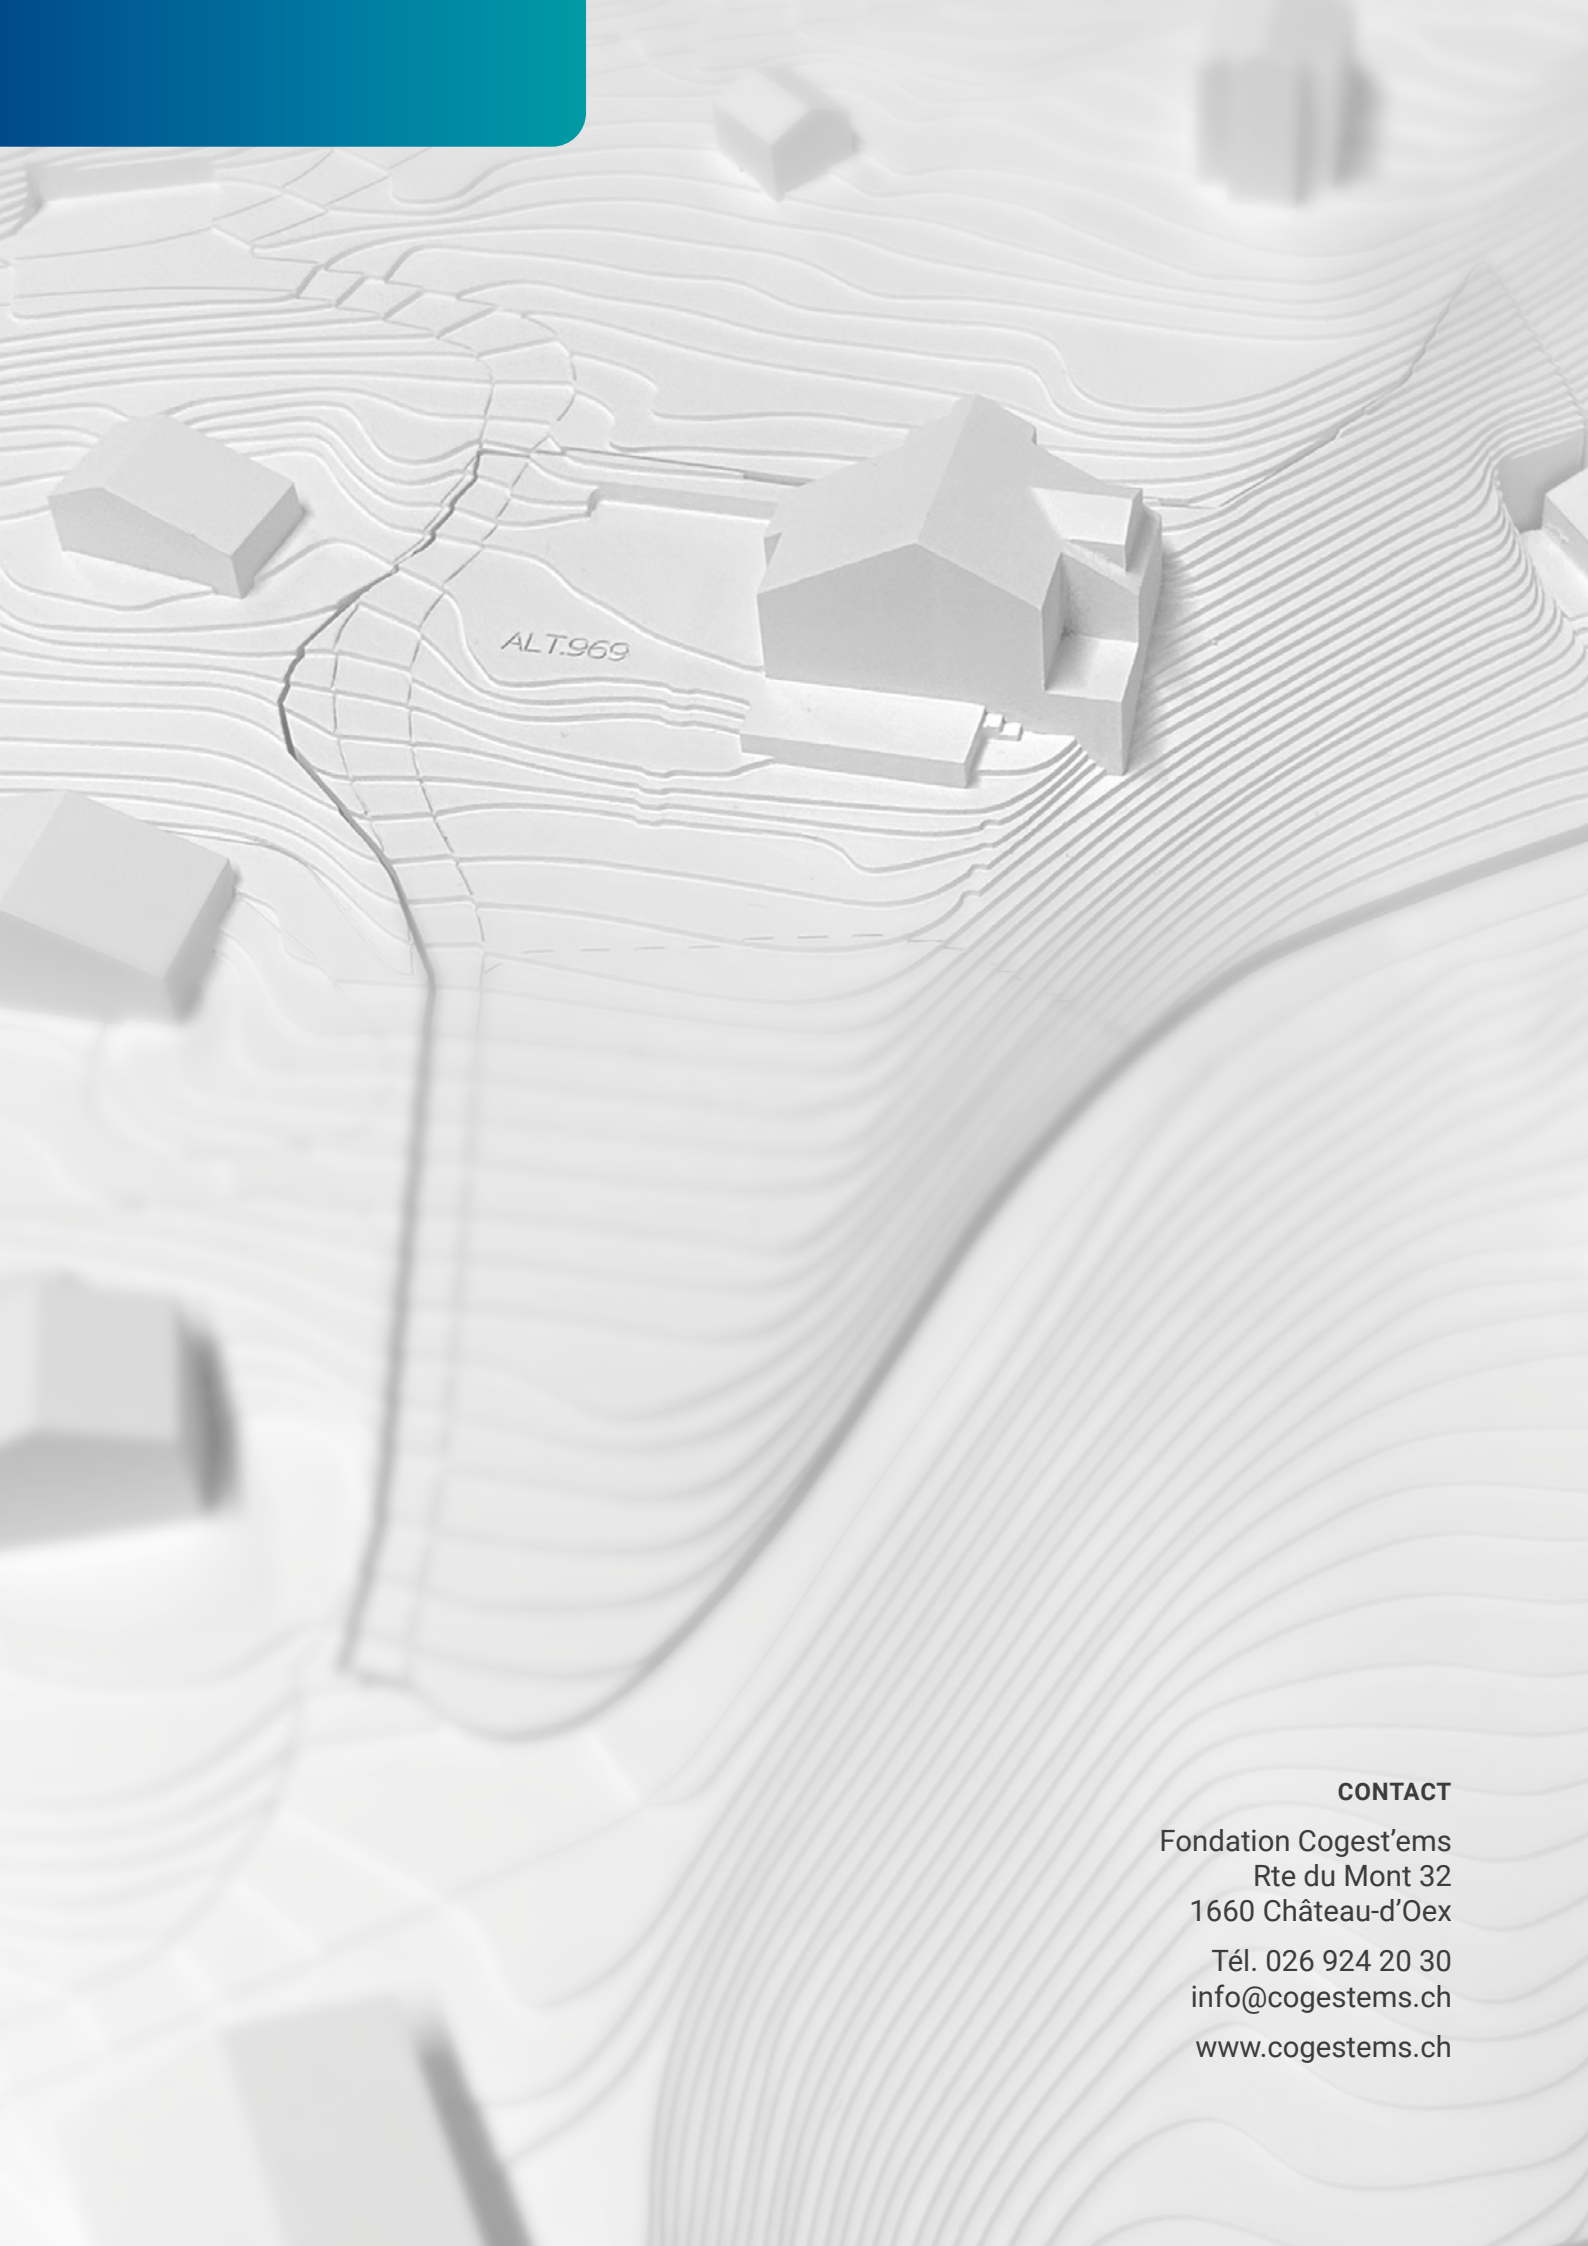 ALT.969
CONTACT
Fondation Cogest’ems
Rte du Mont 32
1660 Château-d’Oex
Tél. 026 924 20 30
info@cogestems.ch
www.cogestems.ch